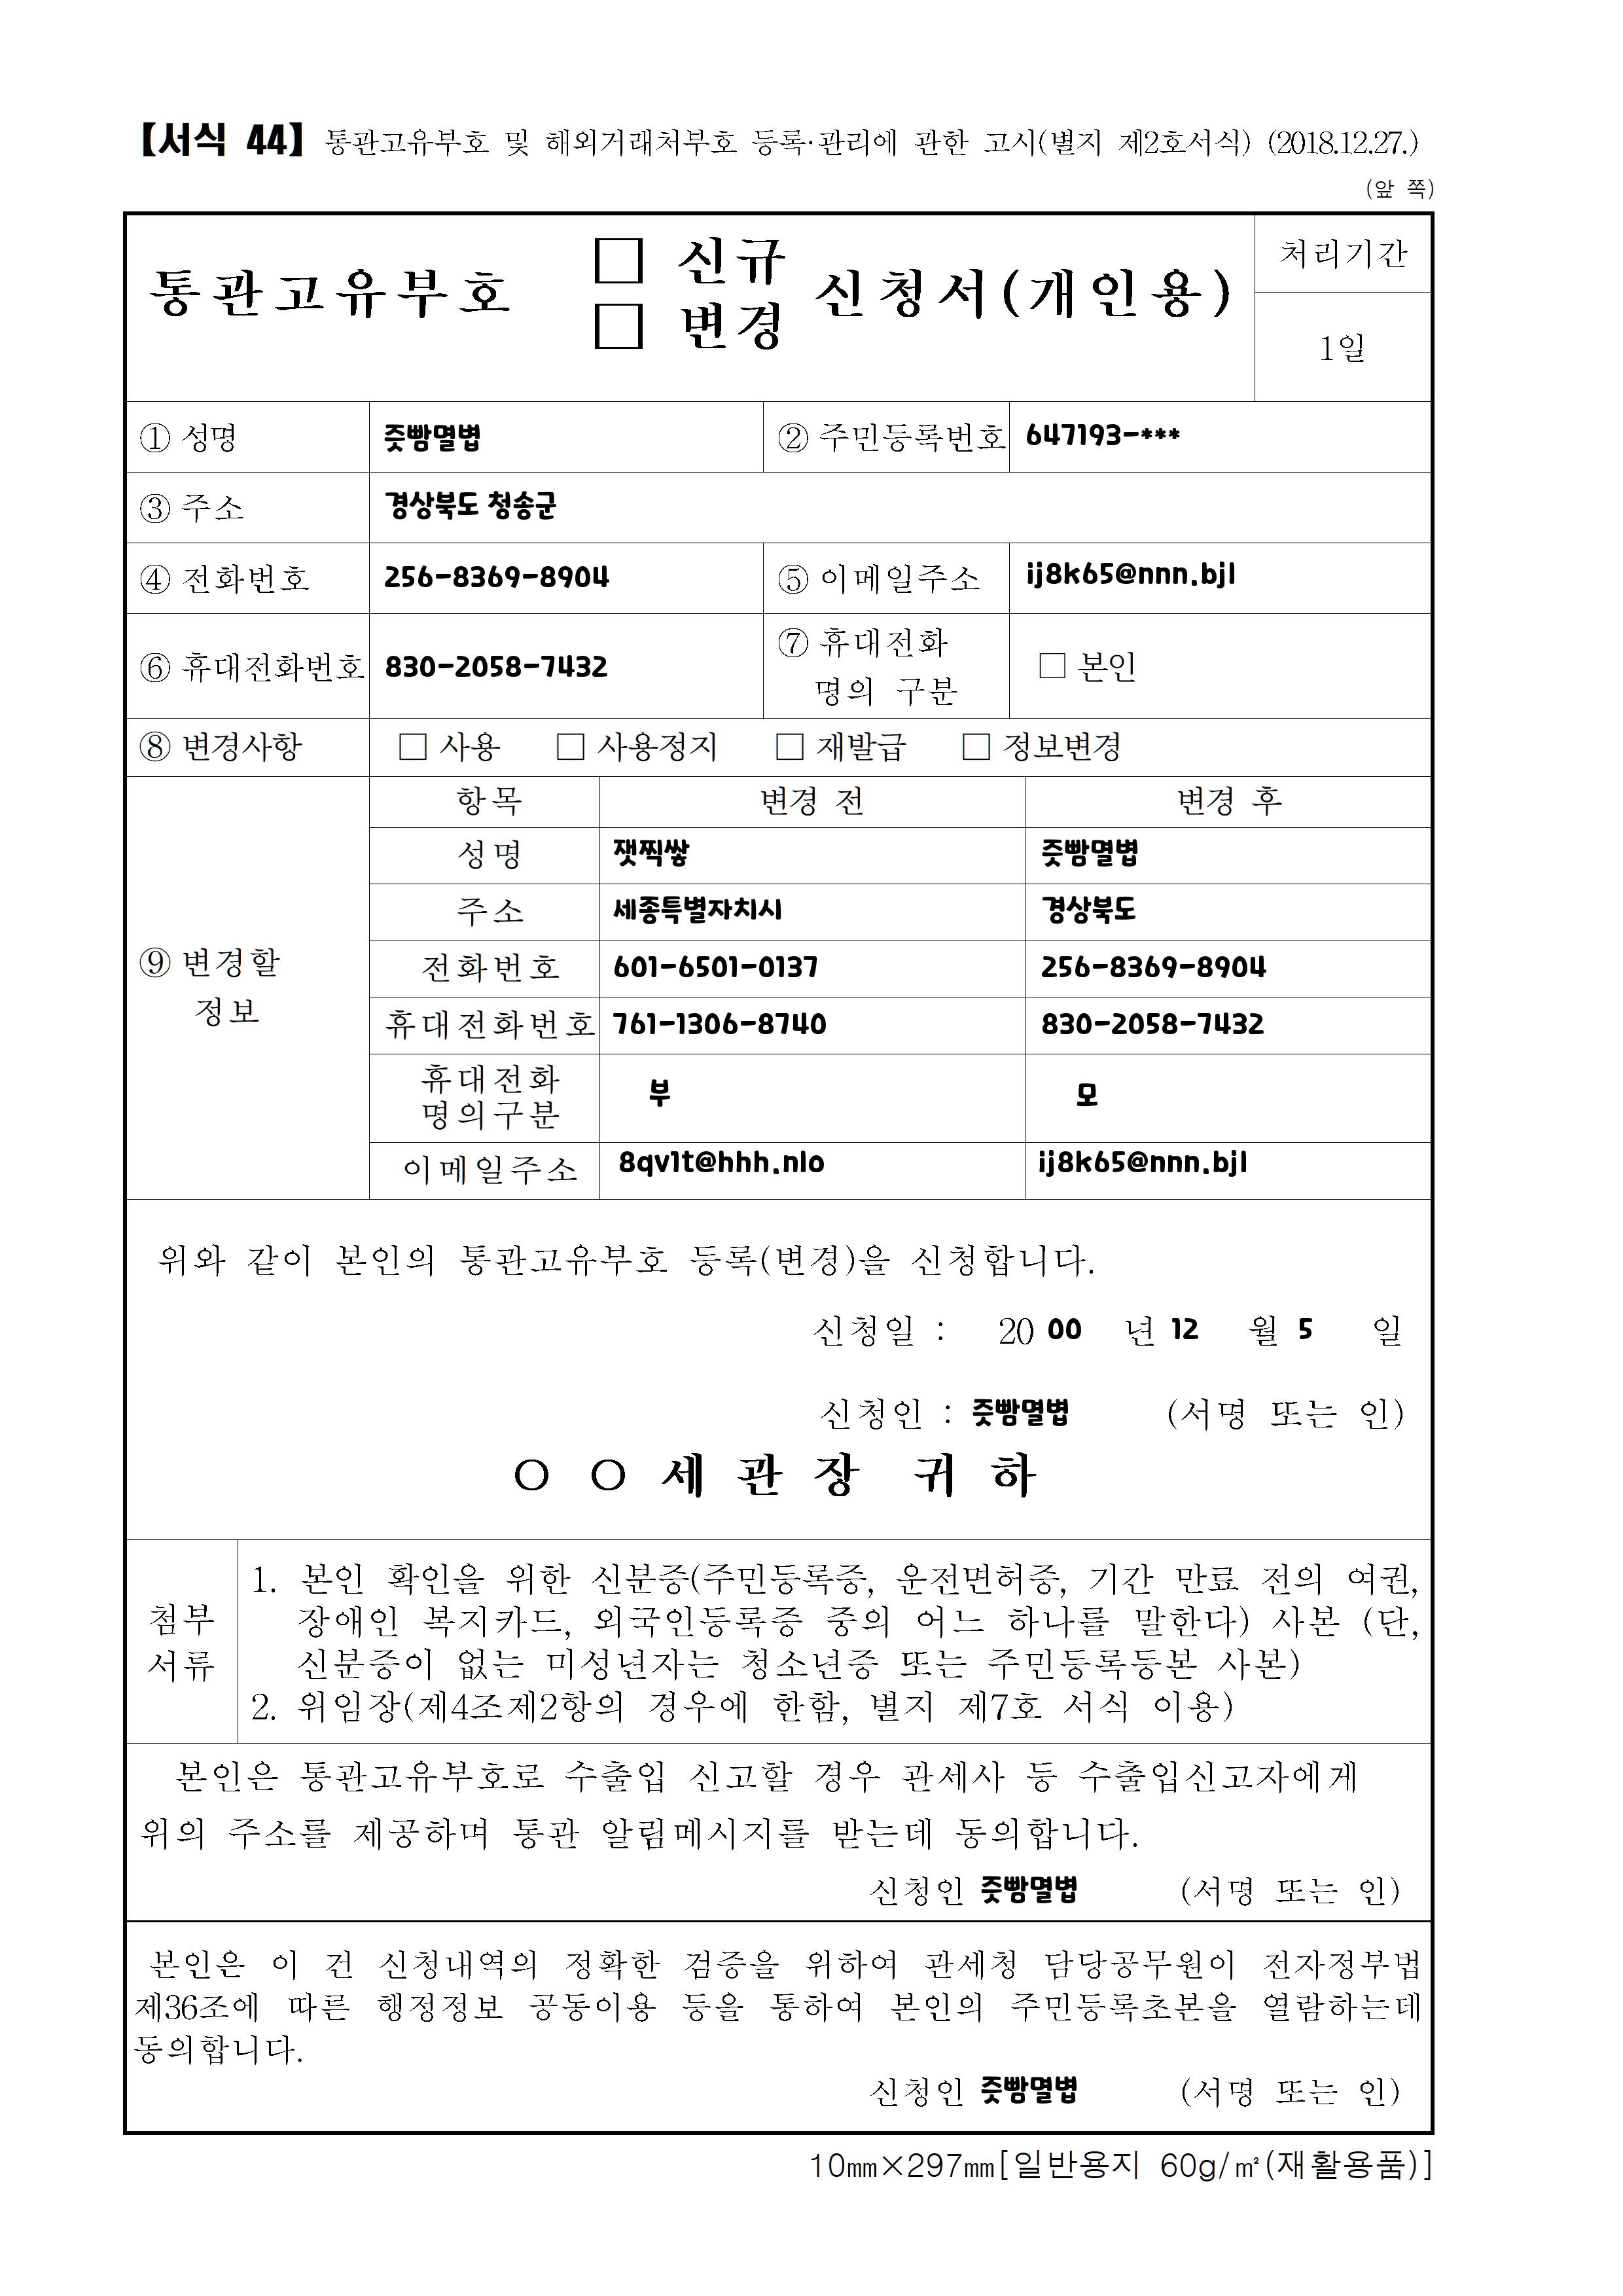 【서식 44】 통관고유부호 및 해외거래처부호 등록·관리에 관한 고시(별지 제2호서식) (2018.12.27.)
(앞 쪽)
통관고유부호 □ 신규 □ 변경 신청서(개인용)
처리기간
1일
① 성명 즛빰멸볍 ② 주민등록번호 647193-***
③ 주소 경상북도 청송군
④ 전화번호 256-8369-8904 ⑤ 이메일주소 ij8k65@nnn.bjl
⑥ 휴대전화번호 830-2058-7432 ⑦ 휴대전화 명의 구분 □ 본인
⑧ 변경사항 □ 사용 □ 사용정지 □ 재발급 □ 정보변경
⑨ 변경할 정보
항목 변경 전 변경 후
성명 잿찍쌓 즛빰멸볍
주소 세종특별자치시 경상북도
전화번호 601-6501-0137 256-8369-8904
휴대전화번호 761-1306-8740 830-2058-7432
휴대전화 명의구분 부 모
이메일주소 8qv1t@hhh.nlo ij8k65@nnn.bjl
위와 같이 본인의 통관고유부호 등록(변경)을 신청합니다.
신청일 : 20 00 년 12 월 5 일
신청인 : 즛빰멸볍 (서명 또는 인)
○ ○ 세 관 장 귀 하
첨부 서류
1. 본인 확인을 위한 신분증(주민등록증, 운전면허증, 기간 만료 전의 여권,
장애인 복지카드, 외국인등록증 중의 어느 하나를 말한다) 사본 (단,
신분증이 없는 미성년자는 청소년증 또는 주민등록등본 사본)
2. 위임장(제4조제2항의 경우에 한함, 별지 제7호 서식 이용)
본인은 통관고유부호로 수출입 신고할 경우 관세사 등 수출입신고자에게
위의 주소를 제공하며 통관 알림메시지를 받는데 동의합니다.
신청인 즛빰멸볍 (서명 또는 인)
본인은 이 건 신청내역의 정확한 검증을 위하여 관세청 담당공무원이 전자정부법
제36조에 따른 행정정보 공동이용 등을 통하여 본인의 주민등록초본을 열람하는데
동의합니다.
신청인 즛빰멸볍 (서명 또는 인)
10㎜×297㎜[일반용지 60g/㎡(재활용품)]